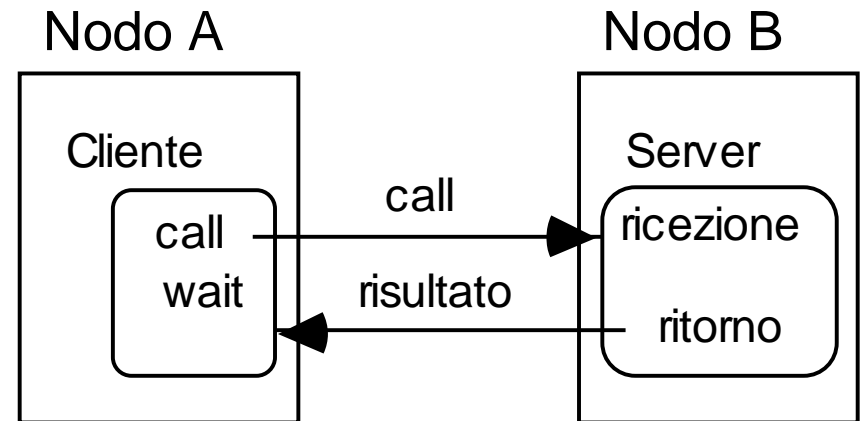 Nodo A
Nodo B
Cliente
Server
call
call
ricezione
wait
risultato
ritorno